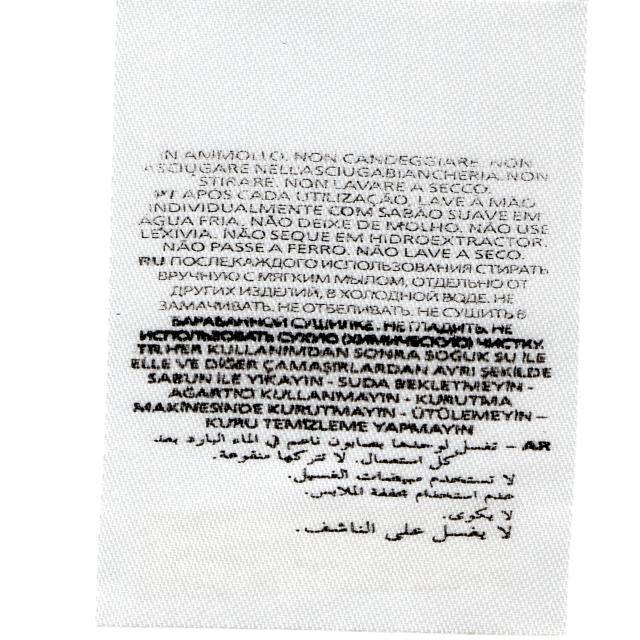 IN AMMOLLO. NON CANDEGGIARE. NON
ASCIUGARE NELLASCIUGABIANCHERIA. NON
STIRARE. NON LAVARE A SECCO.
PT APOS CADA UTILIZAÇAO, LAVE A MAO
INDIVIDUALMENTE COM SABÃO SUAVE EM
ÁGUA FRIA. NÃO DEIXE DE MOLHO. NÃO USE
LEXIVIA. NÃO SEQUE EM HIDROEXTRACTOR.
NÃO PASSE A FERRO. NÃO LAVE A SECO.
RU ПОСЛЕ КАЖДОГО ИСПОЛЬЗОВАНИЯ СТИРАТЬ
ВРУЧНУЮ С МЯГКИМ МЫЛОМ, ОТДЕЛЬНО ОТ
ДРУГИХ ИЗДЕЛИЙ, В ХОЛОДНОЙ ВОДЕ. НЕ
ЗАМАЧИВАТЬ. НЕ ОТБЕЛИВАТЬ. НЕ СУШИТЬ В
БАРАБАННОЙ СУШИЛКЕ. НЕ ГЛАДИТЬ. НЕ
ИСПОЛЬЗОВАТЬ СУХУЮ (ХИМИЧЕСКУЮ) ЧИСТКУ.
TR HER KULLANIMDAN SONRA SOĞUK SU İLE
ELLE VE DİĞER ÇAMAŞIRLARDAN AYRI ŞEKİLDE
SABUN İLE YIKAYIN - SUDA BEKLETMEYİN -
AĞARTICI KULLANMAYIN - KURUTMA
MAKİNESİNDE KURUTMAYIN - ÜTÜLEMEYİN –
KURU TEMİZLEME YAPMAYIN
AR – تغسل لوحدها بصابون ناعم في الماء البارد بعد
كل استعمال. لا تتركها منقوعة.
لا تستخدم مبيضات الغسيل.
عدم استخدام مجففة الملابس.
لا يكوى.
لا يغسل على الناشف.